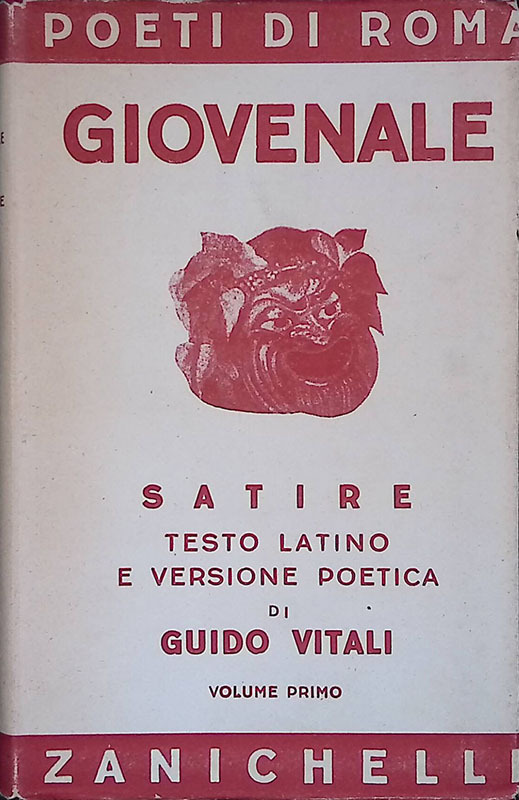 POETI DI ROMA
GIOVENALE
SATIRE
TESTO LATINO
E VERSIONE POETICA
DI
GUIDO VITALI
VOLUME PRIMO
ZANICHELLI